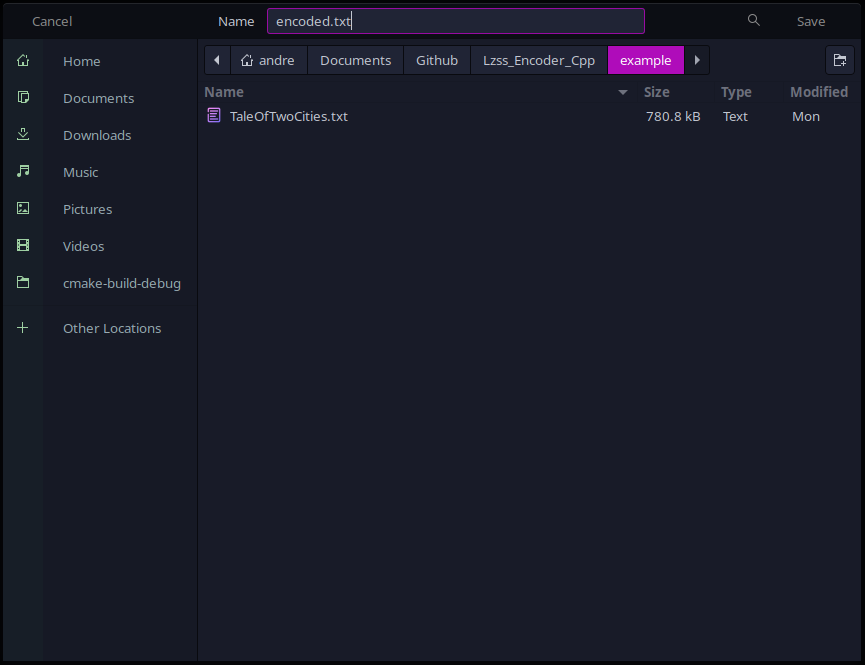 Cancel Name encoded.txt Save
andre Documents Github Lzss_Encoder_Cpp example
Home
Documents
Downloads
Music
Pictures
Videos
cmake-build-debug
Other Locations
Name Size Type Modified
TaleOfTwoCities.txt 780.8 kB Text Mon